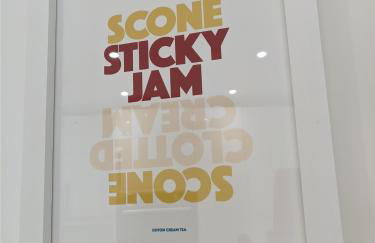 SCONE
STICKY
JAM
CREAM
CLOTTED
SCONE
DEVON CREAM TEA